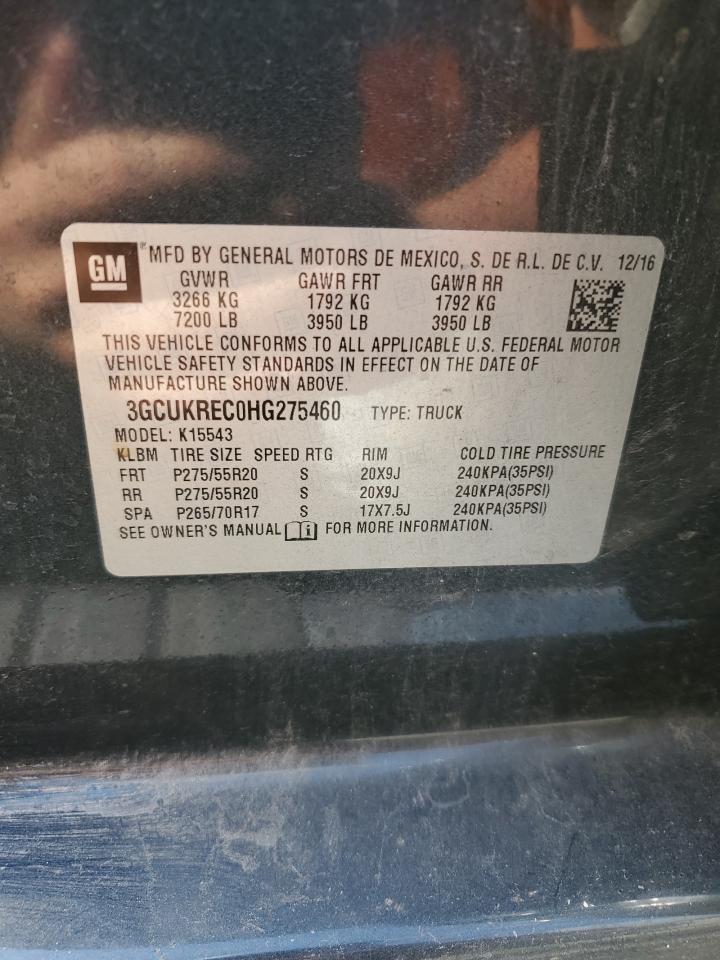 GM ® MFD BY GENERAL MOTORS DE MEXICO, S. DE R.L. DE C.V. 12/16
GVWR GAWR FRT GAWR RR
3266 KG 1792 KG 1792 KG
7200 LB 3950 LB 3950 LB
THIS VEHICLE CONFORMS TO ALL APPLICABLE U.S. FEDERAL MOTOR
VEHICLE SAFETY STANDARDS IN EFFECT ON THE DATE OF
MANUFACTURE SHOWN ABOVE.
3GCUKREC0HG275460 TYPE: TRUCK
MODEL: K15543
KLBM TIRE SIZE SPEED RTG RIM COLD TIRE PRESSURE
FRT P275/55R20 S 20X9J 240KPA(35PSI)
RR P275/55R20 S 20X9J 240KPA(35PSI)
SPA P265/70R17 S 17X7.5J 240KPA(35PSI)
SEE OWNER'S MANUAL i FOR MORE INFORMATION.